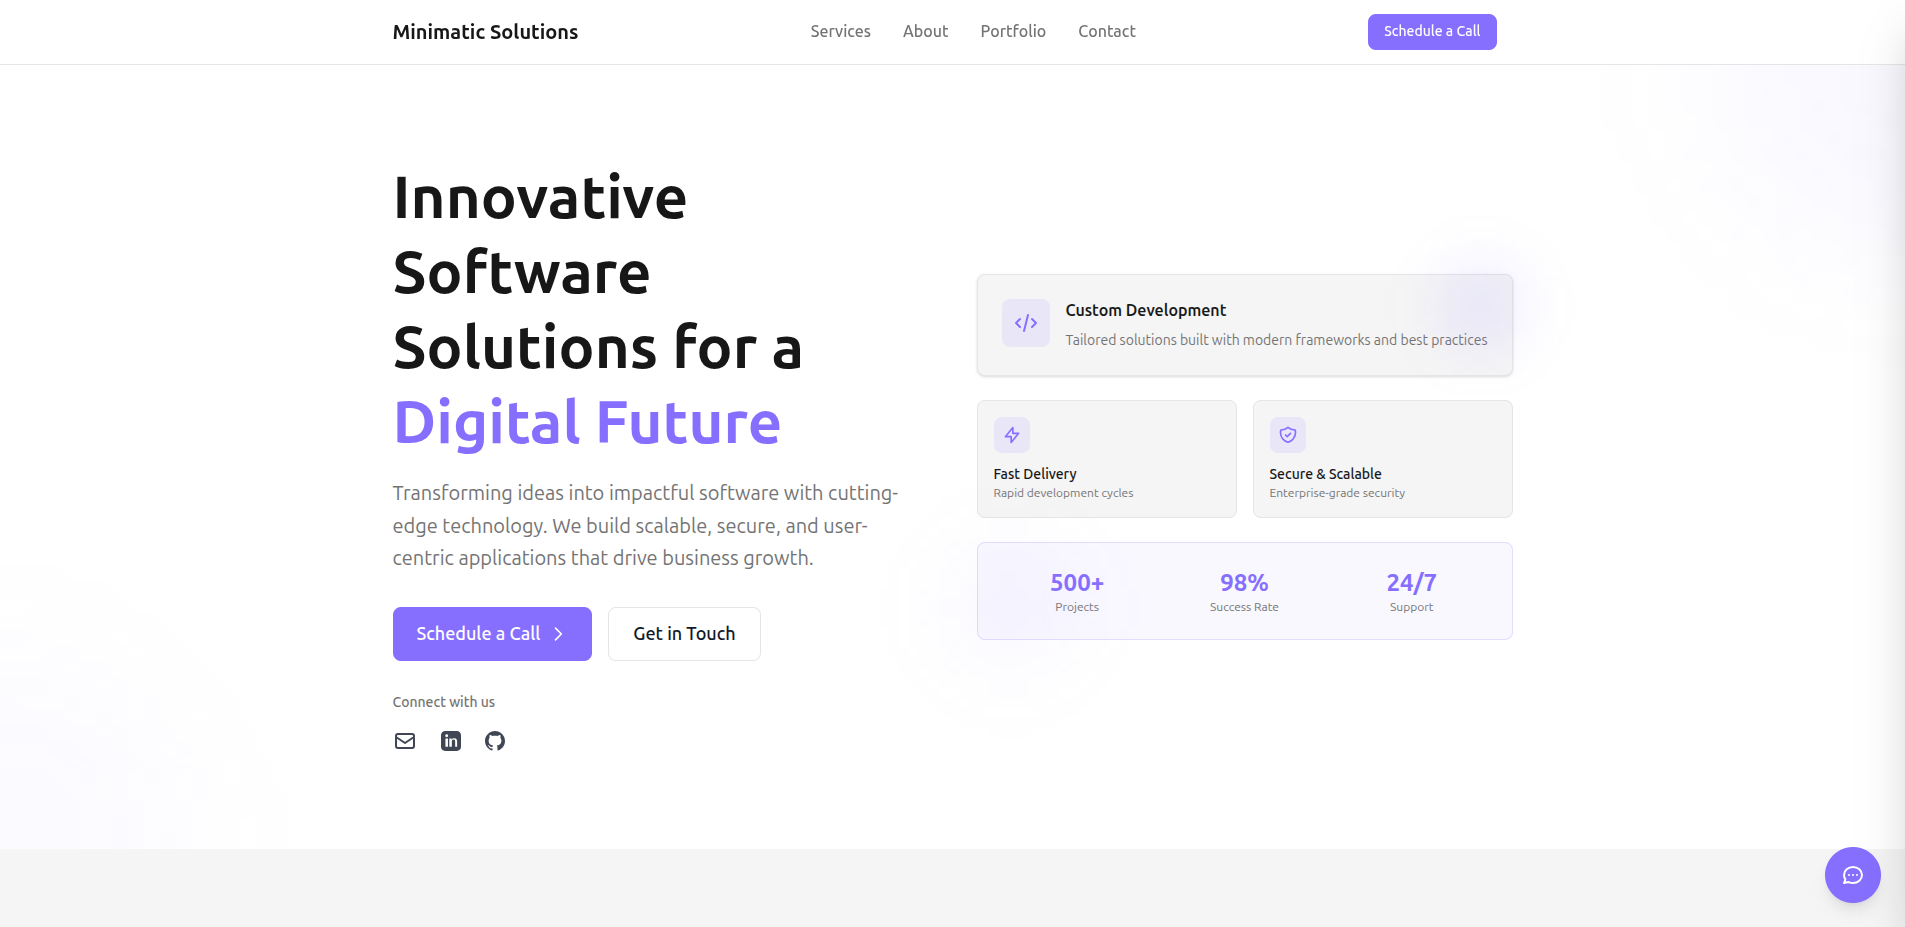 Minimatic Solutions
Services
About
Portfolio
Contact
Schedule a Call
Innovative
Software
Solutions for a
Digital Future
Transforming ideas into impactful software with cutting-
edge technology. We build scalable, secure, and user-
centric applications that drive business growth.
Schedule a Call
Get in Touch
Connect with us
Custom Development
Tailored solutions built with modern frameworks and best practices
Fast Delivery
Rapid development cycles
Secure & Scalable
Enterprise-grade security
500+
Projects
98%
Success Rate
24/7
Support